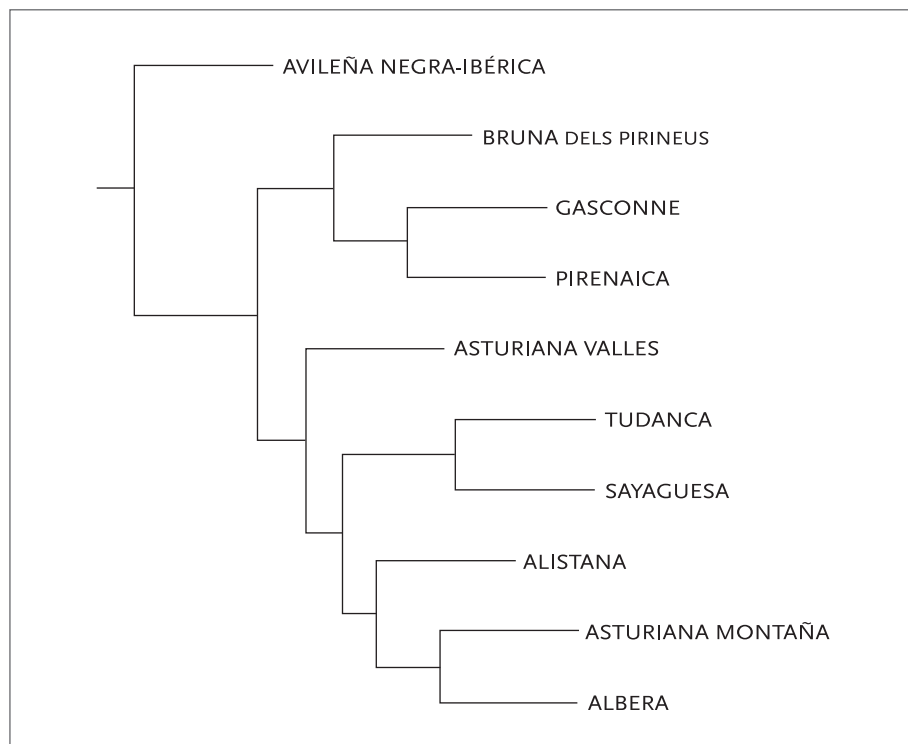 AVILEÑA NEGRA-IBÉRICA
BRUNA DELS PIRINEUS
GASCONNE
PIRENAICA
ASTURIANA VALLES
TUDANCA
SAYAGUESA
ALISTANA
ASTURIANA MONTAÑA
ALBERA